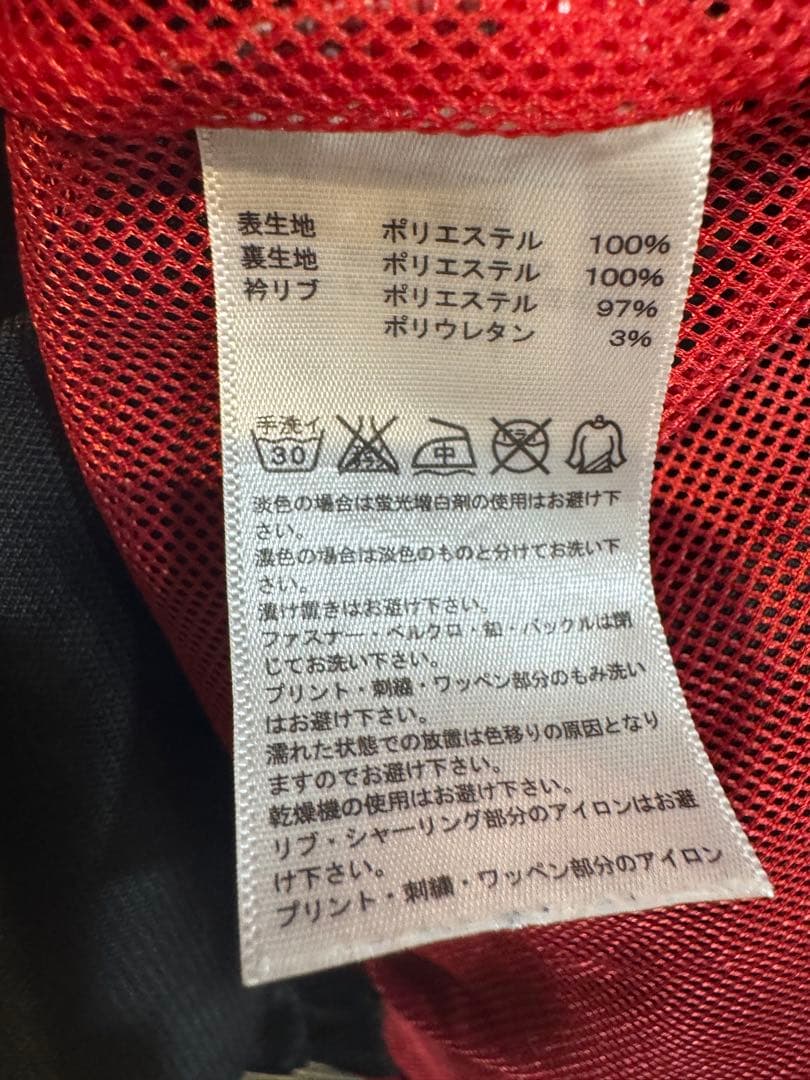 表生地 ポリエステル 100%
裏生地 ポリエステル 100%
衿リブ ポリエステル 97%
ポリウレタン 3%
手洗イ
30
中
淡色の場合は蛍光増白剤の使用はお避け下
さい。
濃色の場合は淡色のものと分けてお洗い下
さい。
漬け置きはお避け下さい。
ファスナー・ベルクロ・釦・バックルは閉
じてお洗い下さい。
プリント・刺繍・ワッペン部分のもみ洗い
はお避け下さい。
濡れた状態での放置は色移りの原因となり
ますのでお避け下さい。
乾燥機の使用はお避け下さい。
リブ・シャーリング部分のアイロンはお避
け下さい。
プリント・刺繍・ワッペン部分のアイロン